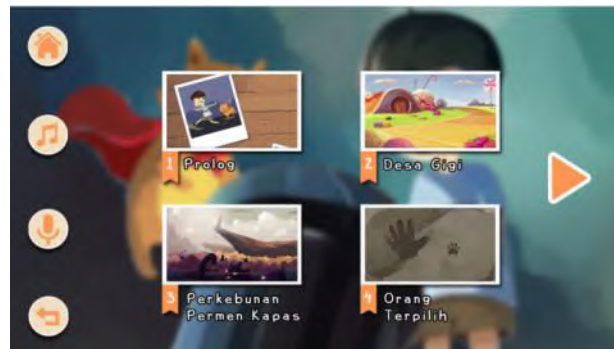 1 Prolog
2 Desa Gigi
3 Perkebunan
Permen Kapas
4 Orang
Terpilih